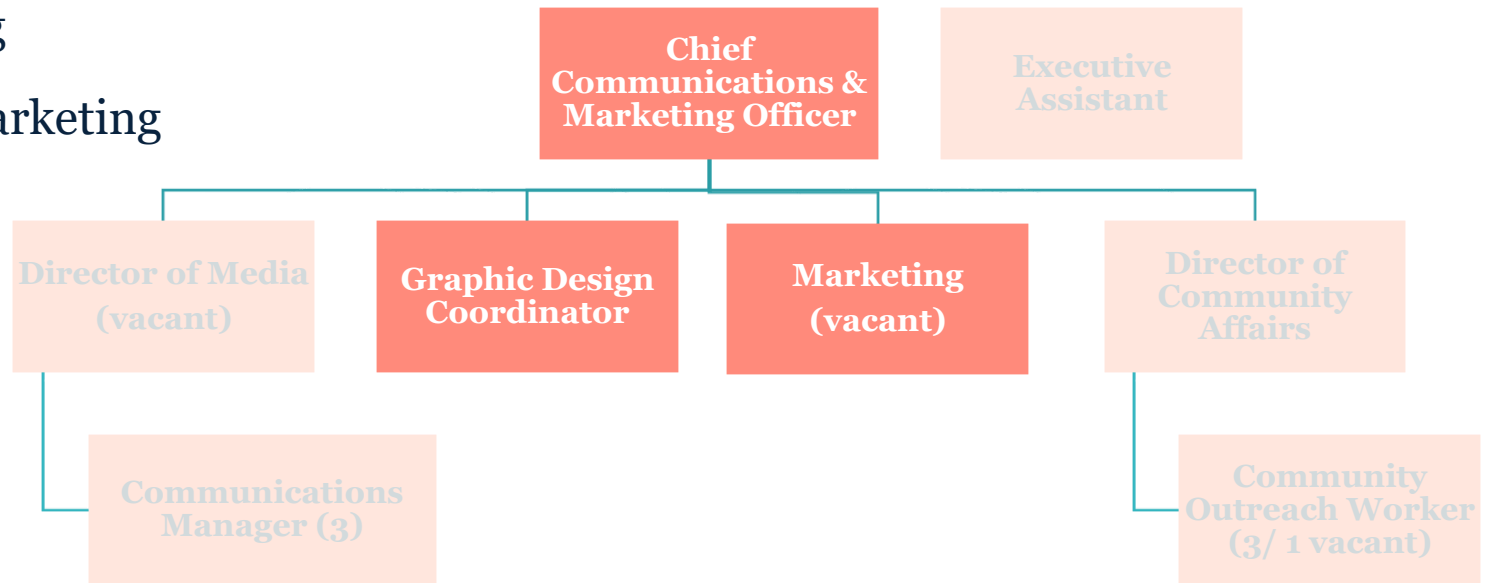 g
arketing
Chief
Communications &
Marketing Officer
Executive
Assistant
Director of Media
(vacant)
Graphic Design
Coordinator
Marketing
(vacant)
Director of
Community
Affairs
Communications
Manager (3)
Community
Outreach Worker
(3/ 1 vacant)